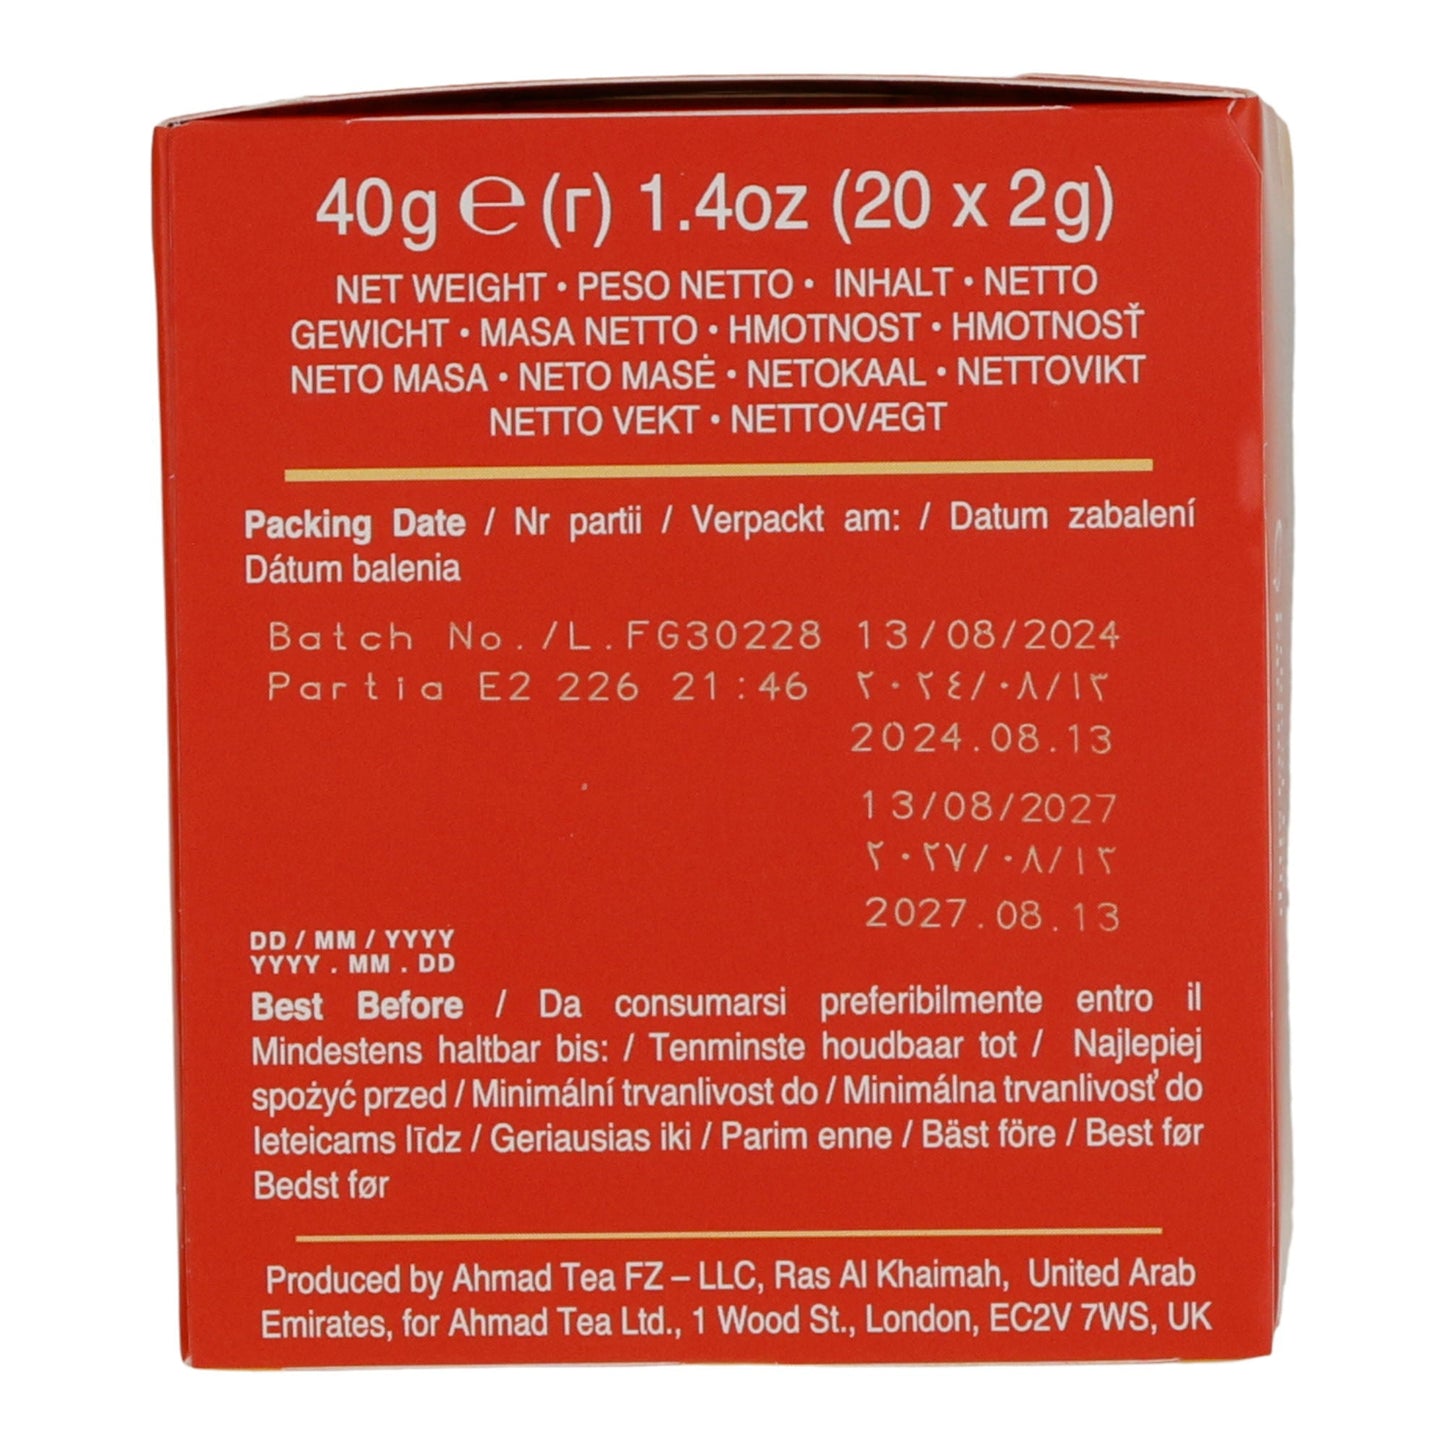 40g ℮ (г) 1.4oz (20 x 2g)
NET WEIGHT • PESO NETTO • INHALT • NETTO
GEWICHT • MASA NETTO • HMOTNOST • HMOTNOSŤ
NETO MASA • NETO MASĖ • NETOKAAL • NETTOVIKT
NETTO VEKT • NETTOVÆGT
Packing Date / Nr partii / Verpackt am: / Datum zabalení
Dátum balenia
Batch No./L.FG30228 13/08/2024
Partia E2 226 21:46 ٢٠٢٤/٠٨/١٣
2024.08.13
13/08/2027
٢٠٢٧/٠٨/١٣
2027.08.13
DD / MM / YYYY
YYYY . MM . DD
Best Before / Da consumarsi preferibilmente entro il
Mindestens haltbar bis: / Tenminste houdbaar tot / Najlepiej
spożyć przed / Minimální trvanlivost do / Minimálna trvanlivosť do
Ieteicams līdz / Geriausias iki / Parim enne / Bäst före / Best før
Bedst før
Produced by Ahmad Tea FZ – LLC, Ras Al Khaimah, United Arab
Emirates, for Ahmad Tea Ltd., 1 Wood St., London, EC2V 7WS, UK